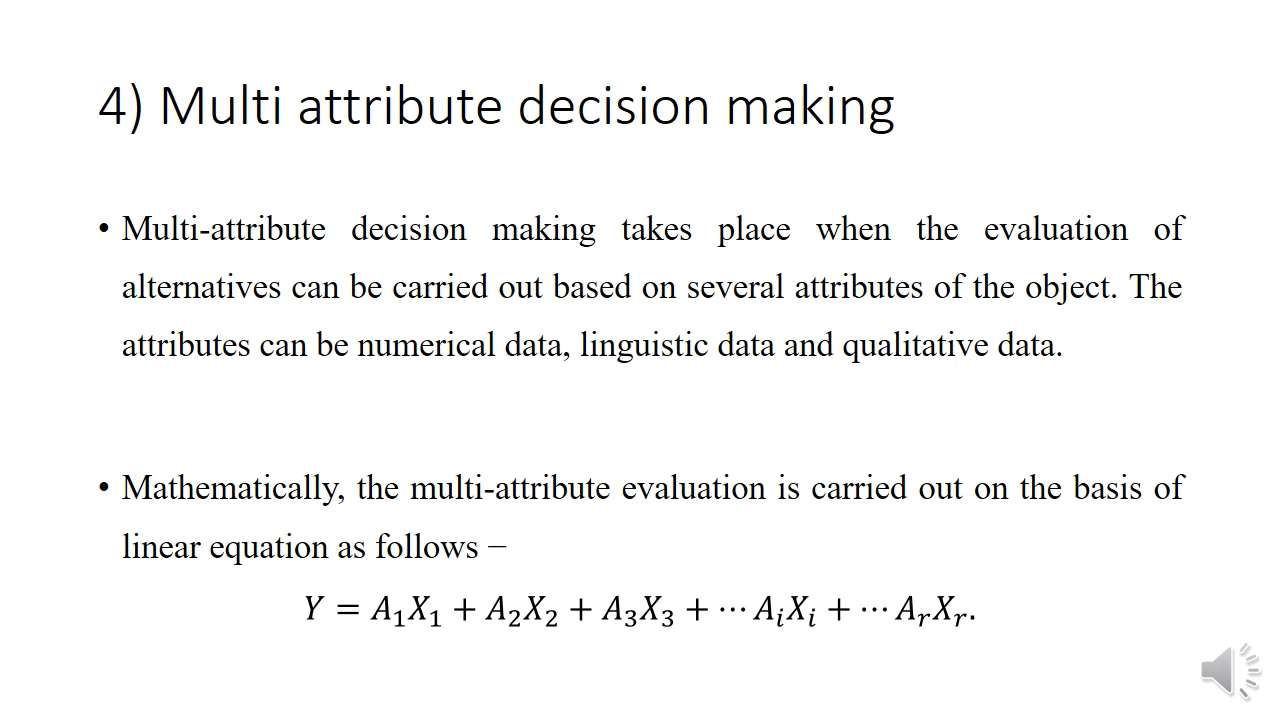 4) Multi attribute decision making
• Multi-attribute decision making takes place when the evaluation of
alternatives can be carried out based on several attributes of the object. The
attributes can be numerical data, linguistic data and qualitative data.
• Mathematically, the multi-attribute evaluation is carried out on the basis of
linear equation as follows −
𝑌 = 𝐴₁𝑋₁ + 𝐴₂𝑋₂ + 𝐴₃𝑋₃ + ⋯ 𝐴ᵢ𝑋ᵢ + ⋯ 𝐴ᵣ𝑋ᵣ.